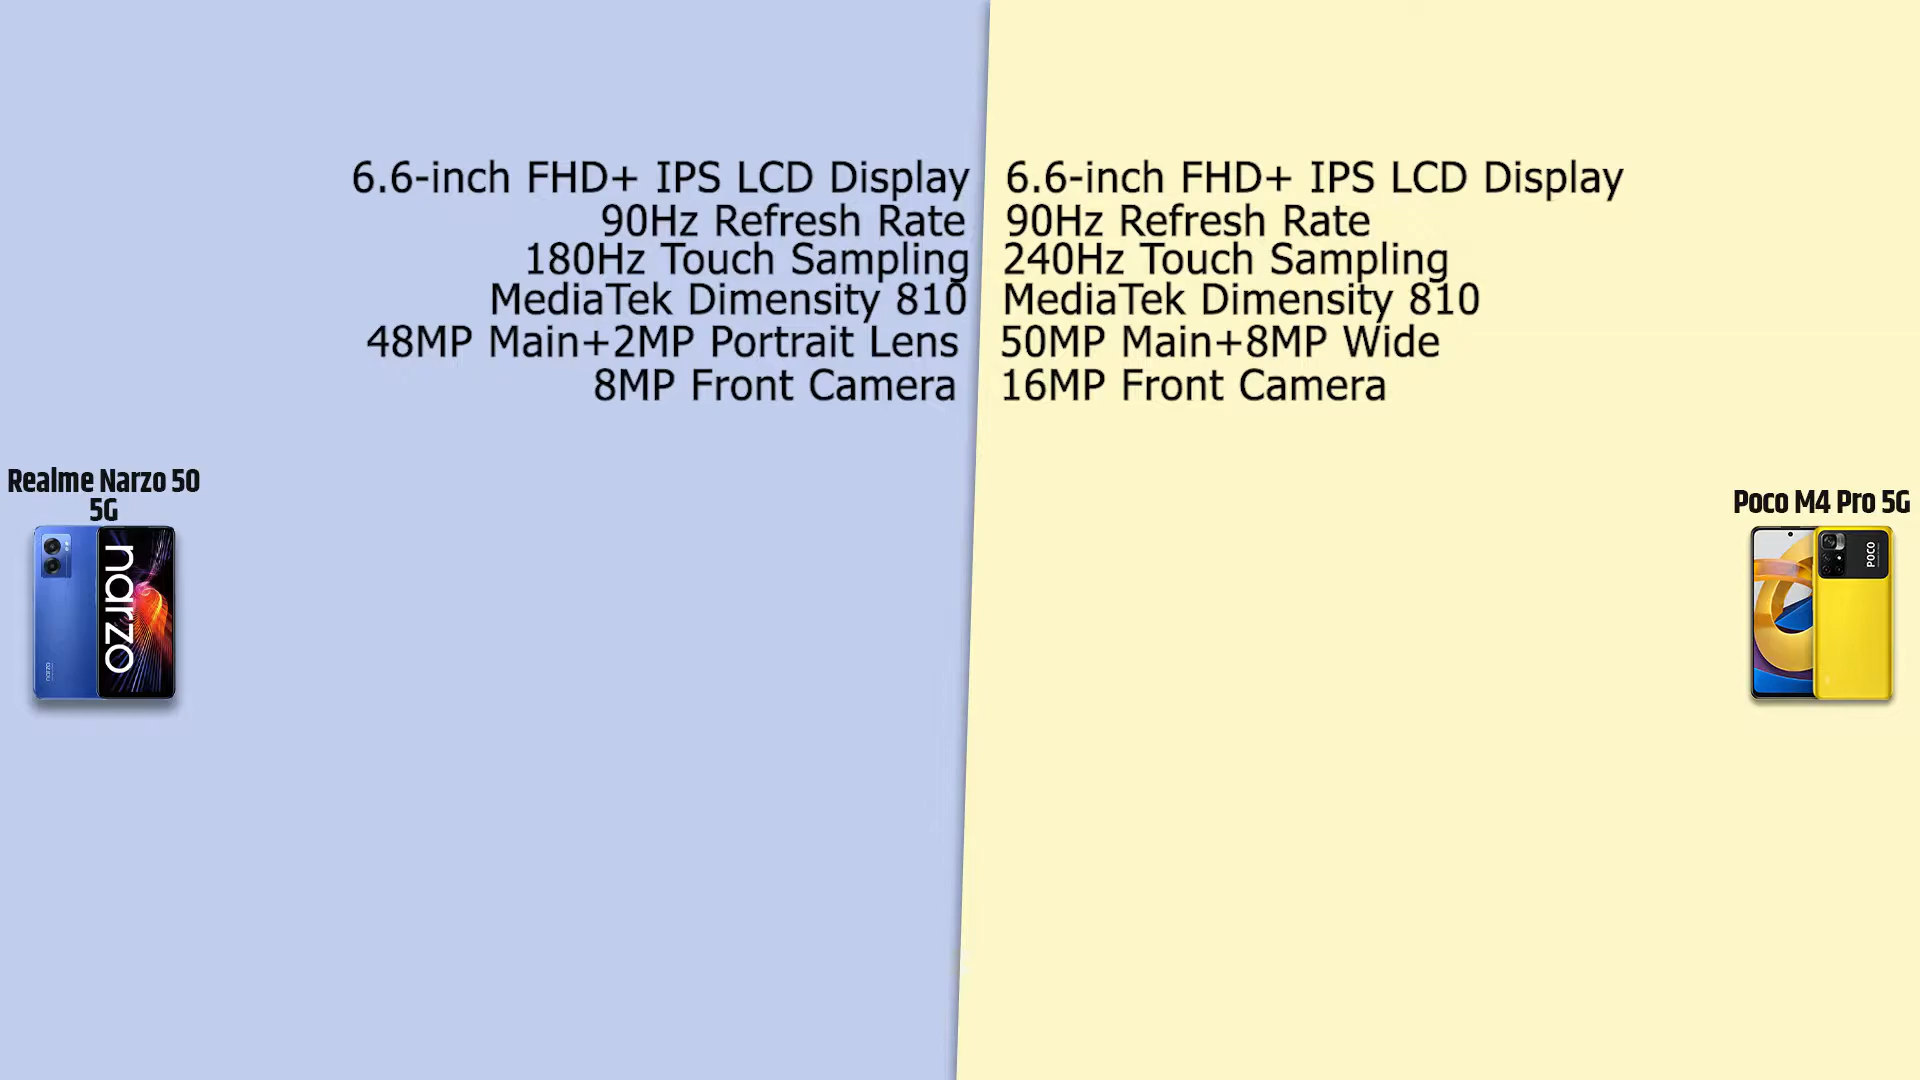 6.6-inch FHD+ IPS LCD Display
90Hz Refresh Rate
180Hz Touch Sampling
MediaTek Dimensity 810
48MP Main+2MP Portrait Lens
8MP Front Camera
Realme Narzo 50
5G
narzo
narzo
6.6-inch FHD+ IPS LCD Display
90Hz Refresh Rate
240Hz Touch Sampling
MediaTek Dimensity 810
50MP Main+8MP Wide
16MP Front Camera
Poco M4 Pro 5G
POCO